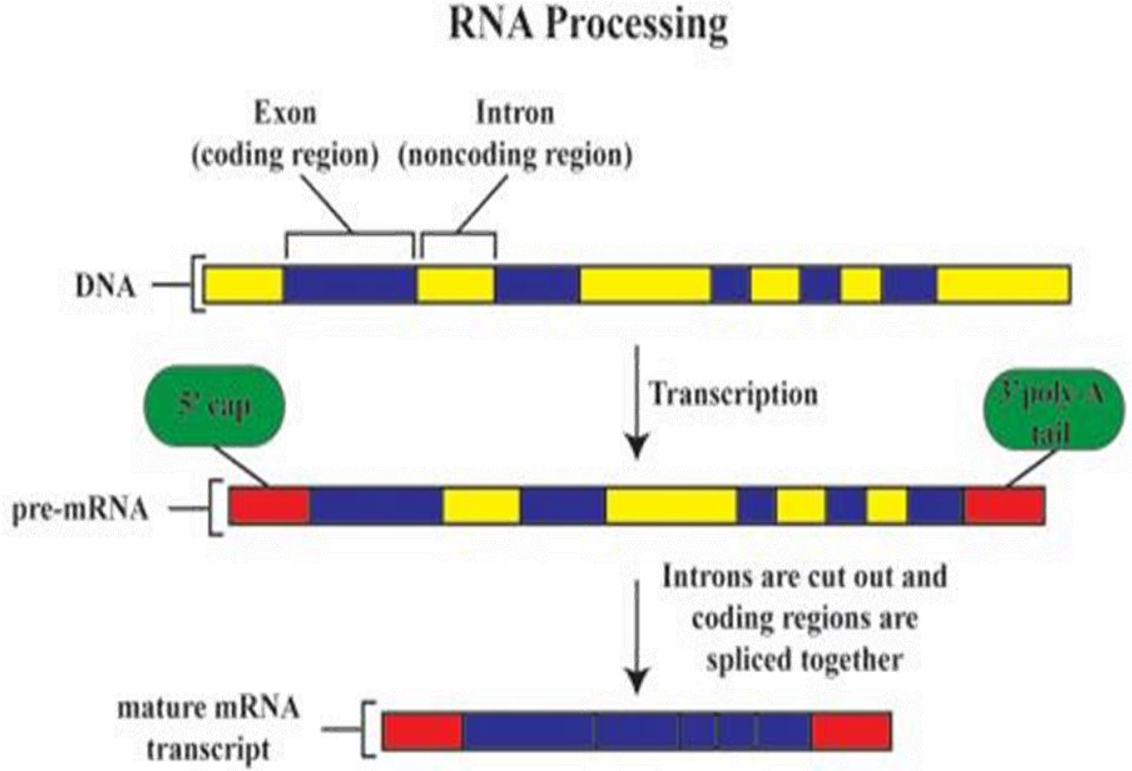 RNA Processing
Exon
(coding region)
Intron
(noncoding region)
DNA
Transcription
5' cap
3'poly-A
tail
pre-mRNA
Introns are cut out and
coding regions are
spliced together
mature mRNA
transcript